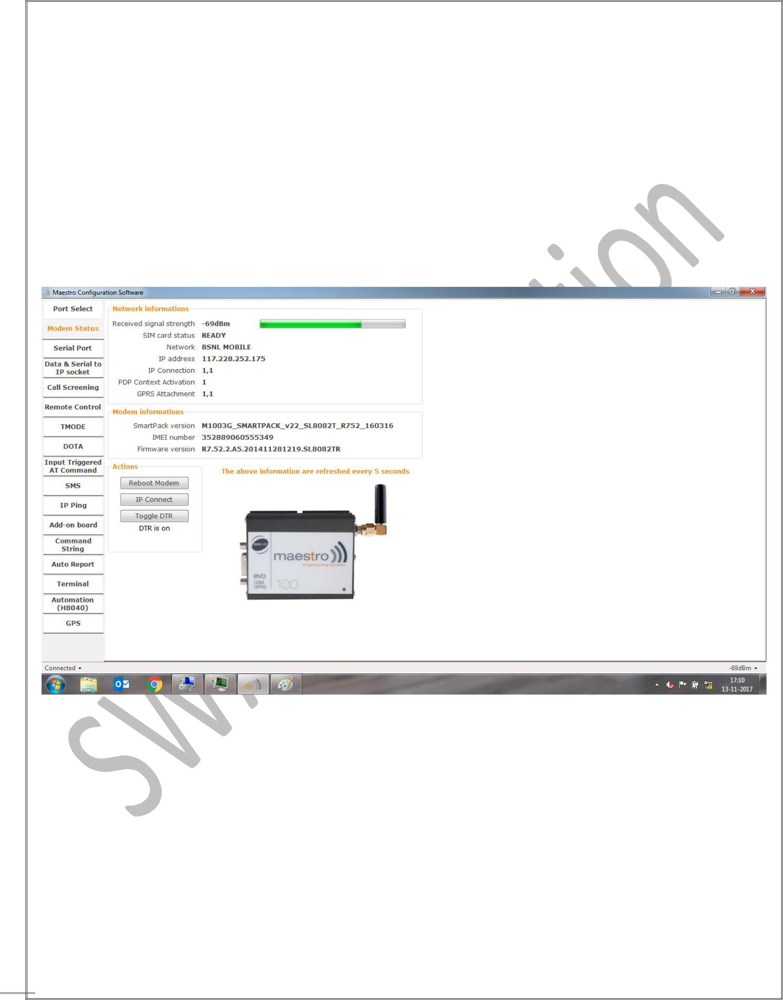 Maestro Configuration Software
Port Select
Modem Status
Serial Port
Data & Serial to
IP socket
Call Screening
Remote Control
TMODE
DOTA
Input Triggered
AT Command
SMS
IP Ping
Add-on board
Command
String
Auto Report
Terminal
Automation
(HB040)
GPS
Network informations
Received signal strength -69dBm
SIM card status READY
Network BSNL MOBILE
IP address 117.228.252.175
IP Connection 1,1
PDP Context Activation 1
GPRS Attachment 1,1
Modem informations
SmartPack version M1003G_SMARTPACK_v22_SL8082T_R752_160316
IMEI number 352889060555349
Firmware version R7.52.2.A5.201411281219.SL8082TR
Actions
Reboot Modem
IP Connect
Toggle DTR
DTR is on
The above information are refreshed every 5 seconds
OPEN AT
maestro
empowering wireless
evo
GSM
GPRS
100
Connected
-69dBm
17:10
13-11-2017